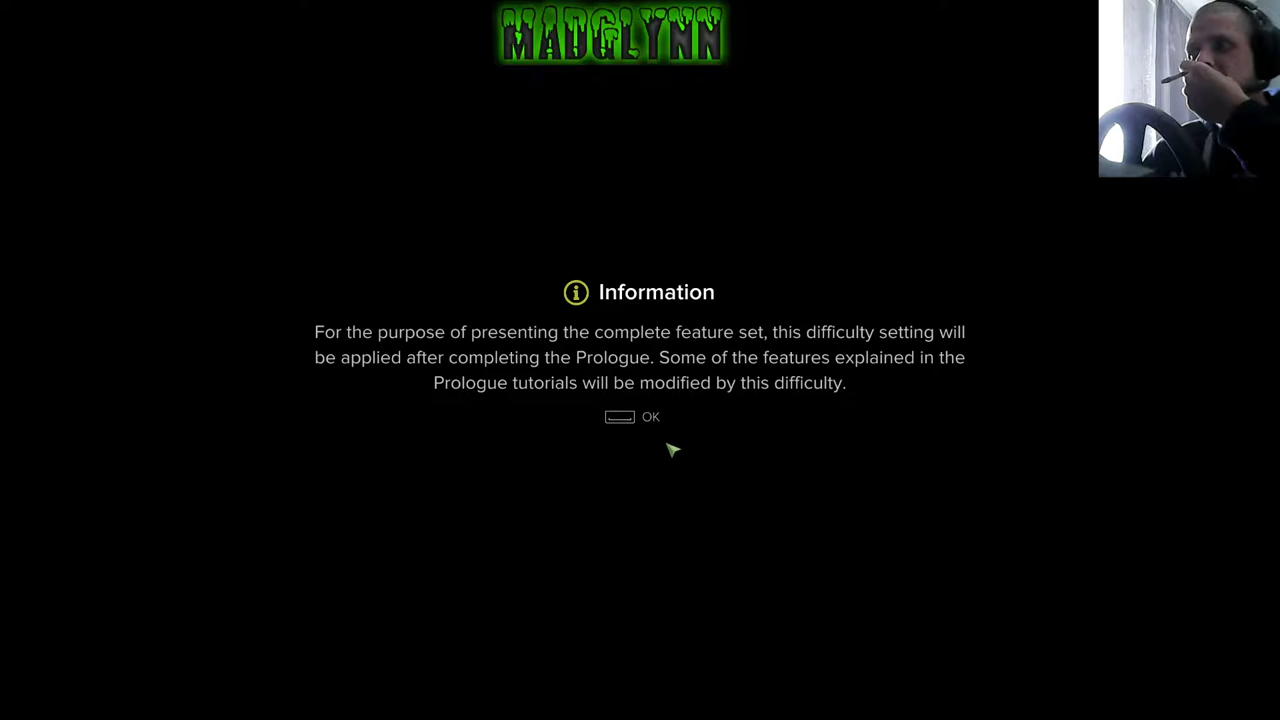 MADGLYNN
Information
For the purpose of presenting the complete feature set, this difficulty setting will
be applied after completing the Prologue. Some of the features explained in the
Prologue tutorials will be modified by this difficulty.
OK